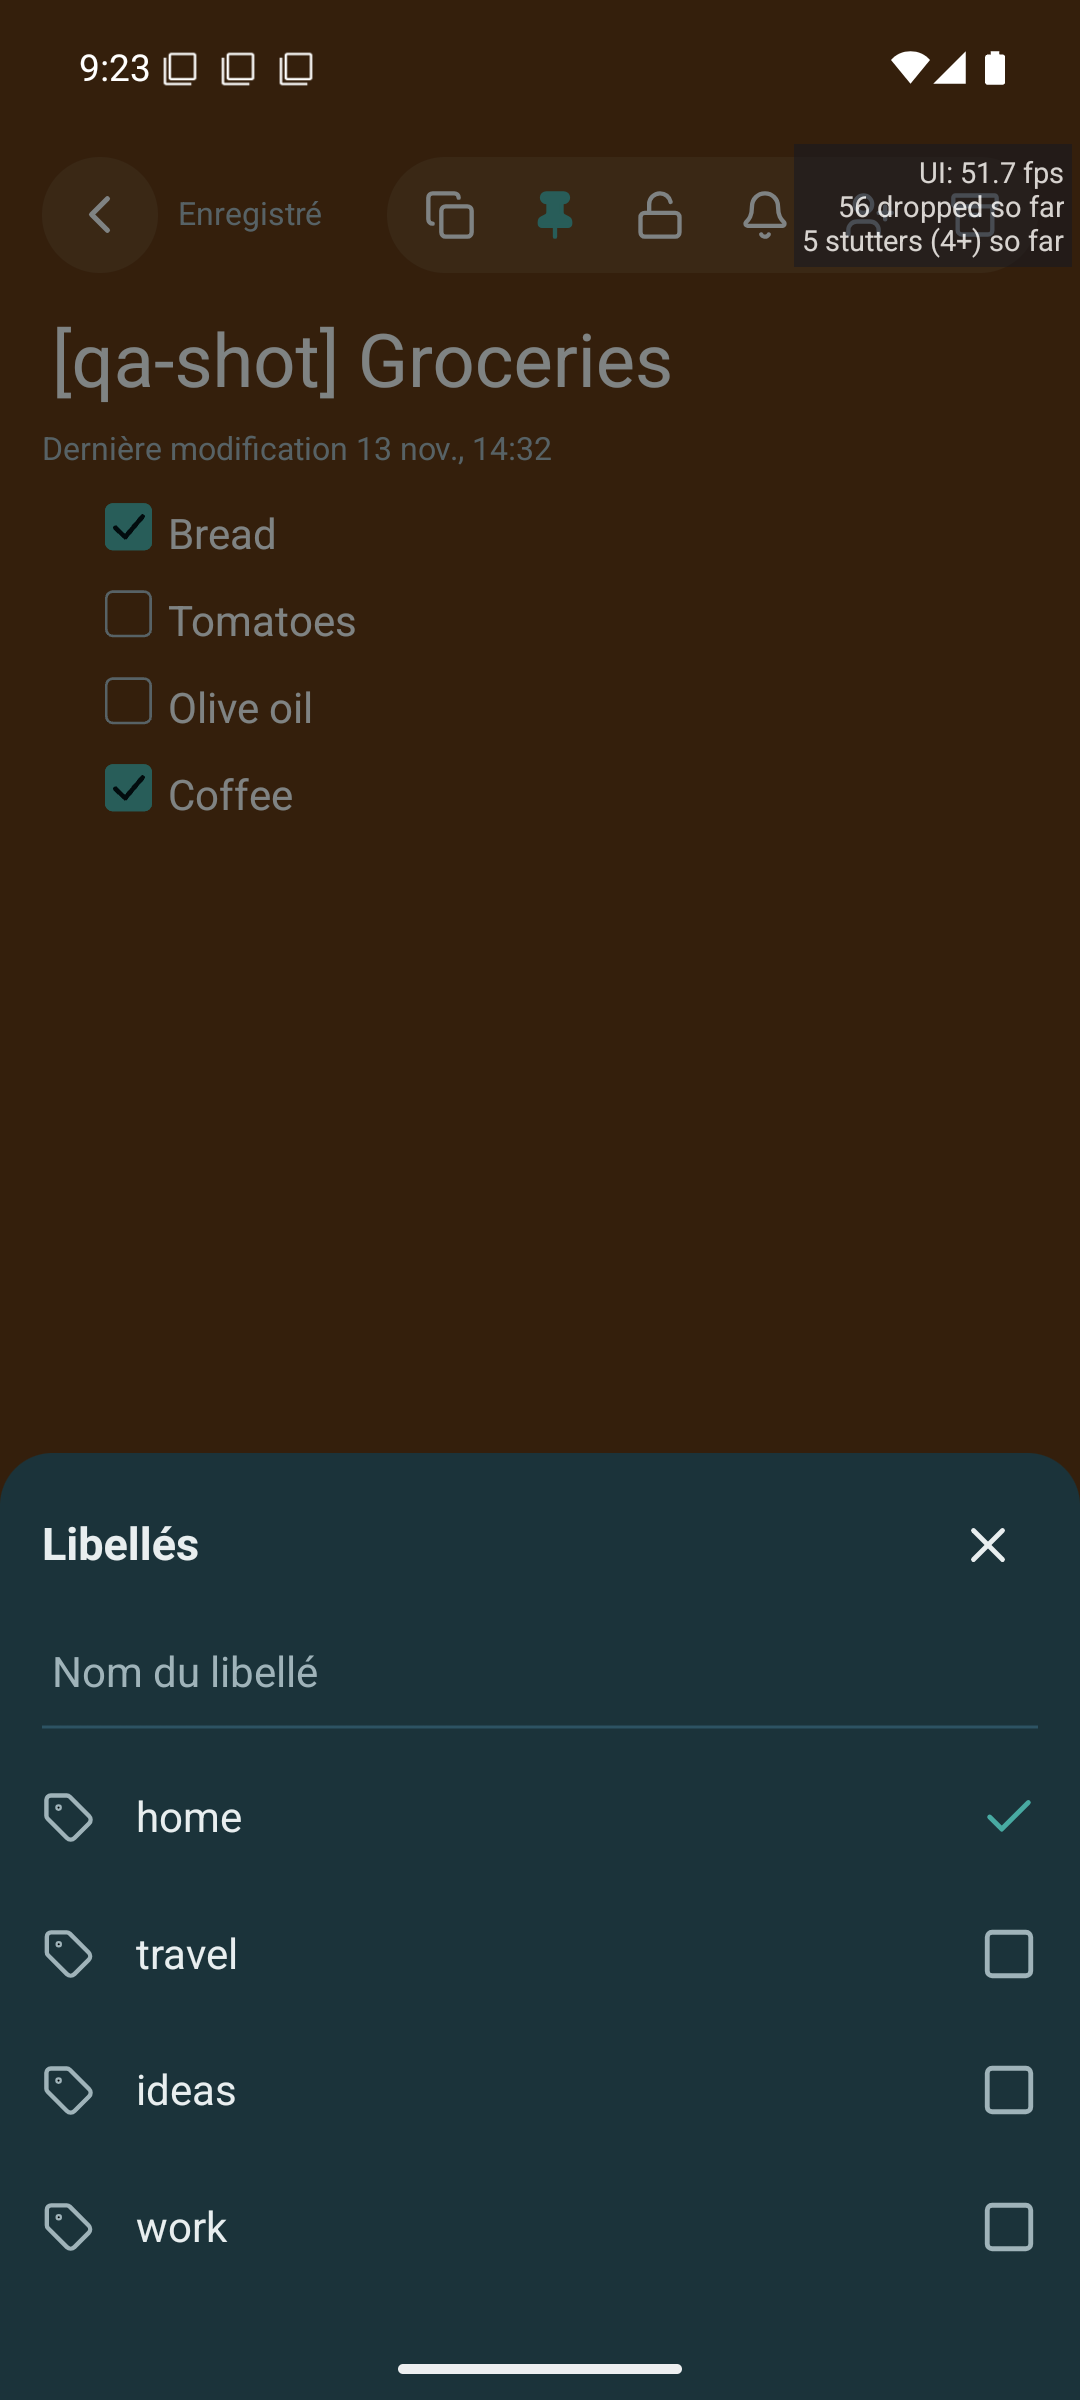 9:23
UI: 51.7 fps
56 dropped so far
5 stutters (4+) so far
Enregistré
[qa-shot] Groceries
Dernière modification 13 nov., 14:32
Bread
Tomatoes
Olive oil
Coffee
Libellés
Nom du libellé
home
travel
ideas
work